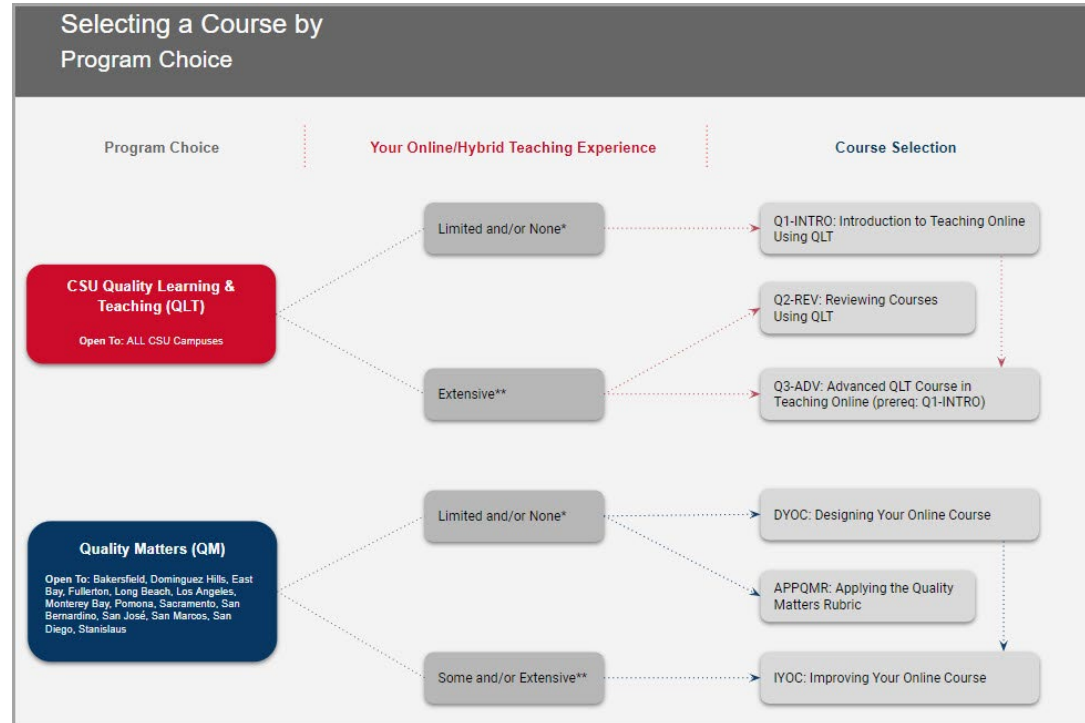 Selecting a Course by
Program Choice
Program Choice
Your Online/Hybrid Teaching Experience
Course Selection
CSU Quality Learning &
Teaching (QLT)
Open To: ALL CSU Campuses
Limited and/or None*
Extensive**
Q1-INTRO: Introduction to Teaching Online
Using QLT
Q2-REV: Reviewing Courses
Using QLT
Q3-ADV: Advanced QLT Course in
Teaching Online (prereq: Q1-INTRO)
Quality Matters (QM)
Open To: Bakersfield, Dominguez Hills, East
Bay, Fullerton, Long Beach, Los Angeles,
Monterey Bay, Pomona, Sacramento, San
Bernardino, San José, San Marcos, San
Diego, Stanislaus
Limited and/or None*
Some and/or Extensive**
DYOC: Designing Your Online Course
APPQMR: Applying the Quality
Matters Rubric
IYOC: Improving Your Online Course